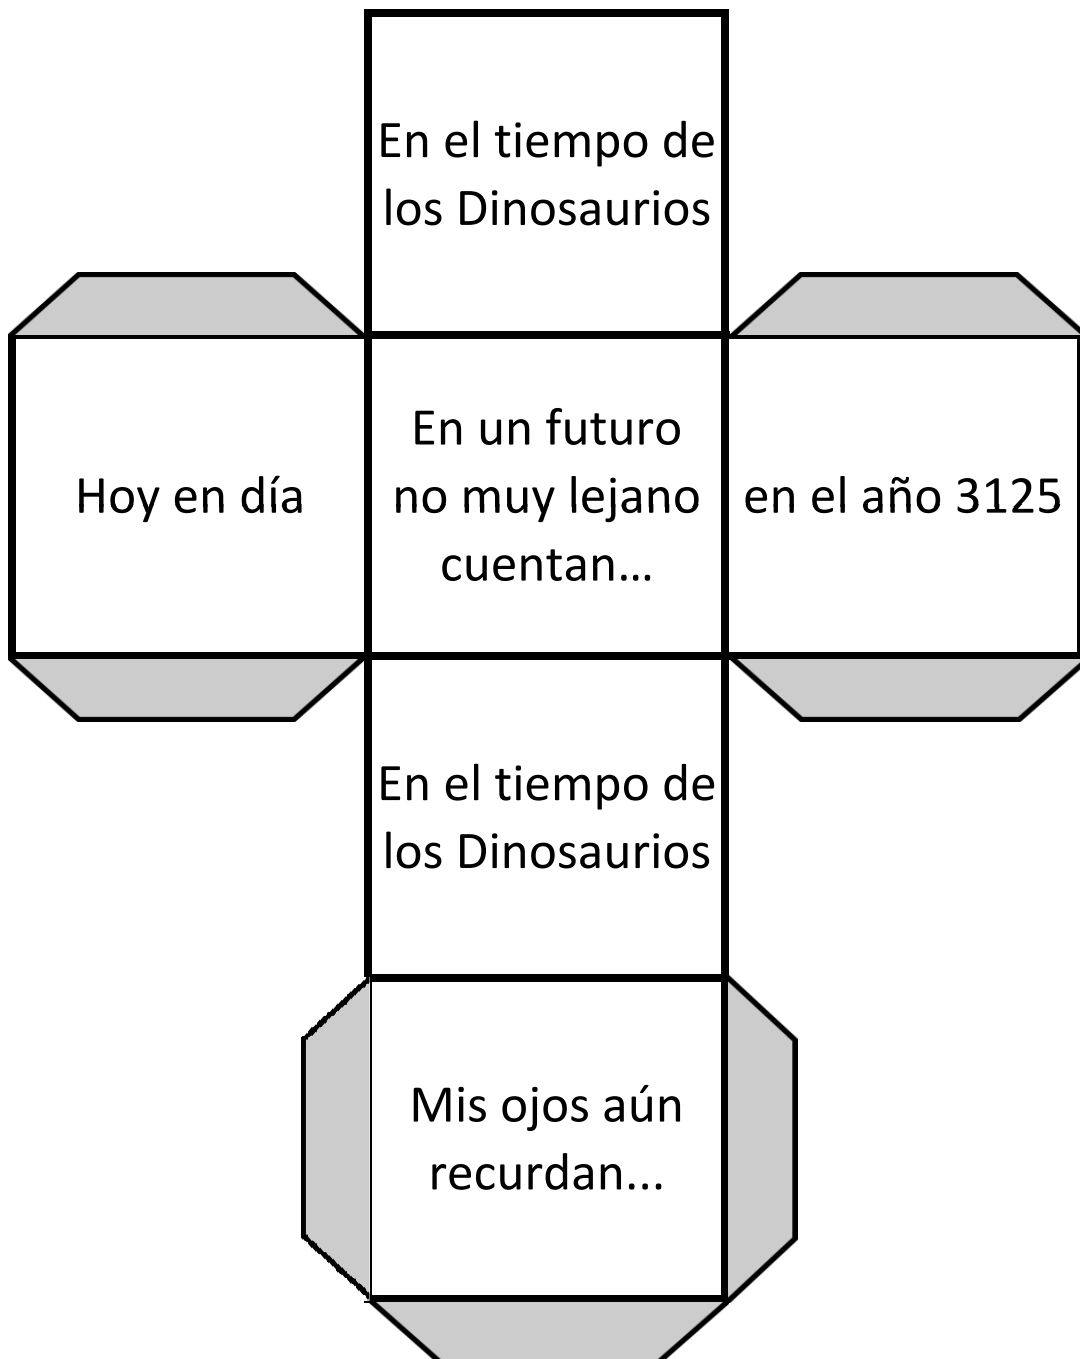 En el tiempo de
los Dinosaurios
Hoy en día
En un futuro
no muy lejano
cuentan...
en el año 3125
En el tiempo de
los Dinosaurios
Mis ojos aún
recurdan...